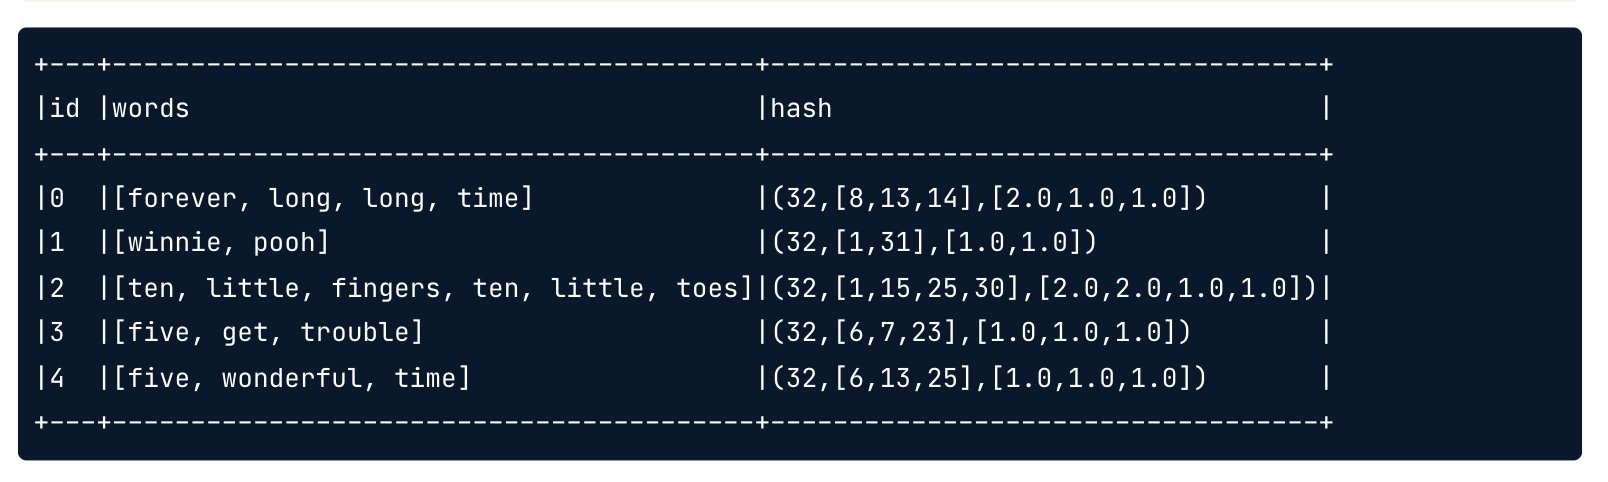 +---+-----------------------------------------+-----------------------------------+
|id |words                                    |hash                               |
+---+-----------------------------------------+-----------------------------------+
|0  |[forever, long, long, time]              |(32,[8,13,14],[2.0,1.0,1.0])       |
|1  |[winnie, pooh]                           |(32,[1,31],[1.0,1.0])              |
|2  |[ten, little, fingers, ten, little, toes]|(32,[1,15,25,30],[2.0,2.0,1.0,1.0])|
|3  |[five, get, trouble]                     |(32,[6,7,23],[1.0,1.0,1.0])        |
|4  |[five, wonderful, time]                  |(32,[6,13,25],[1.0,1.0,1.0])       |
+---+-----------------------------------------+-----------------------------------+